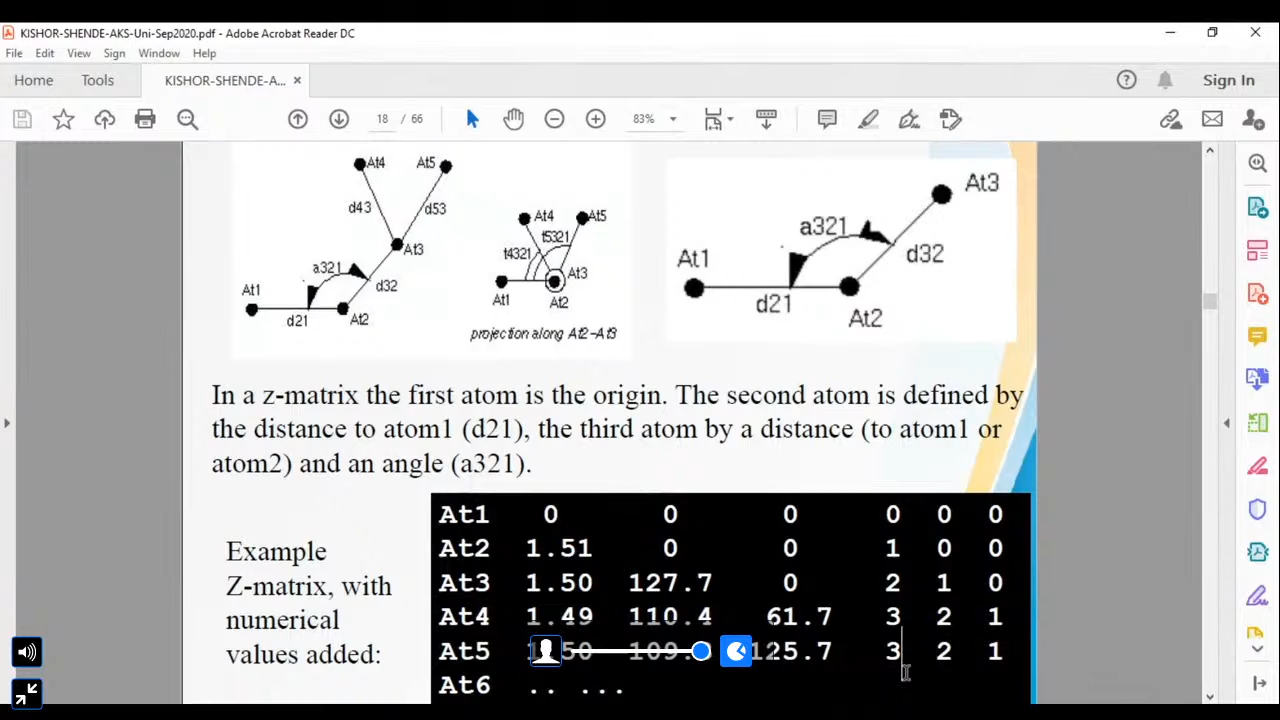 KISHOR-SHENDE-AKS-Uni-Sep2020.pdf - Adobe Acrobat Reader DC
File Edit View Sign Window Help
Home Tools KISHOR-SHENDE-A... Sign In
18 / 66 83%
At4 At5
d43 d53
At3
a321
d32
At1
d21 At2
At4 At5
t5321
t4321
At3
At1 At2
projection along At2-At3
At3
a321
At1 d32
d21 At2
In a z-matrix the first atom is the origin. The second atom is defined by
the distance to atom1 (d21), the third atom by a distance (to atom1 or
atom2) and an angle (a321).
Example
Z-matrix, with
numerical
values added:
At1 0 0 0 0 0 0
At2 1.51 0 0 1 0 0
At3 1.50 127.7 0 2 1 0
At4 1.49 110.4 61.7 3 2 1
At5 125.7 3 2 1
At6 .. ...